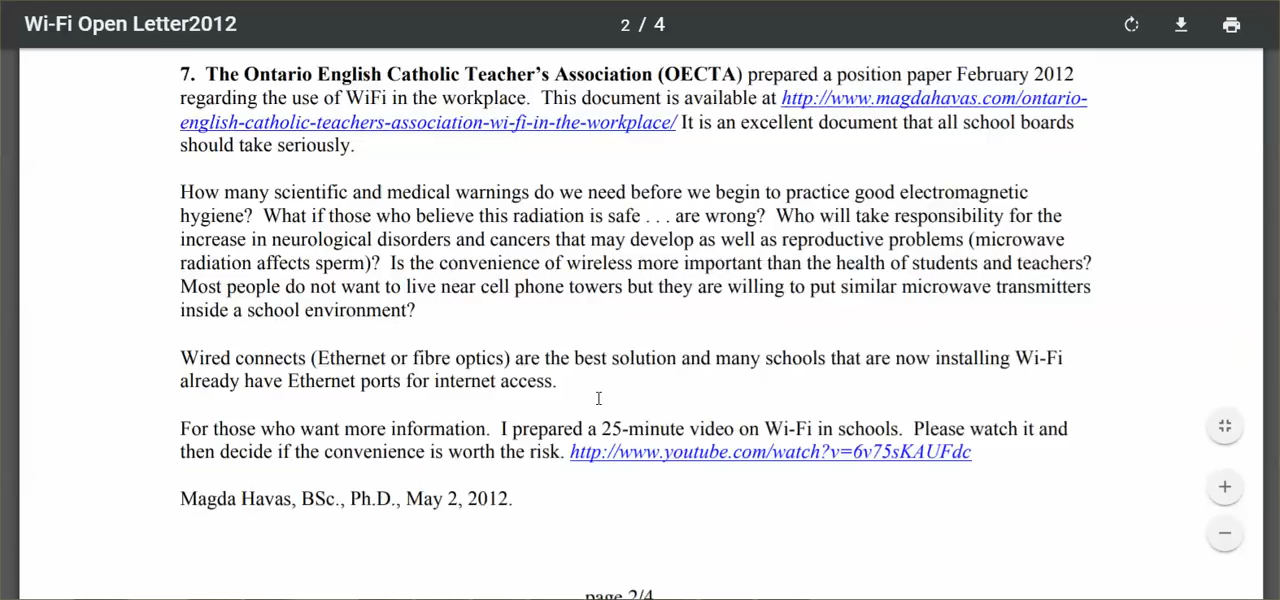 Wi-Fi Open Letter2012
2 / 4
7. The Ontario English Catholic Teacher's Association (OECTA) prepared a position paper February 2012
regarding the use of WiFi in the workplace. This document is available at http://www.magdahavas.com/ontario-
english-catholic-teachers-association-wi-fi-in-the-workplace/ It is an excellent document that all school boards
should take seriously.
How many scientific and medical warnings do we need before we begin to practice good electromagnetic
hygiene? What if those who believe this radiation is safe . . . are wrong? Who will take responsibility for the
increase in neurological disorders and cancers that may develop as well as reproductive problems (microwave
radiation affects sperm)? Is the convenience of wireless more important than the health of students and teachers?
Most people do not want to live near cell phone towers but they are willing to put similar microwave transmitters
inside a school environment?
Wired connects (Ethernet or fibre optics) are the best solution and many schools that are now installing Wi-Fi
already have Ethernet ports for internet access.
For those who want more information. I prepared a 25-minute video on Wi-Fi in schools. Please watch it and
then decide if the convenience is worth the risk. http://www.youtube.com/watch?v=6v75sKAUFdc
Magda Havas, BSc., Ph.D., May 2, 2012.
page 2/4